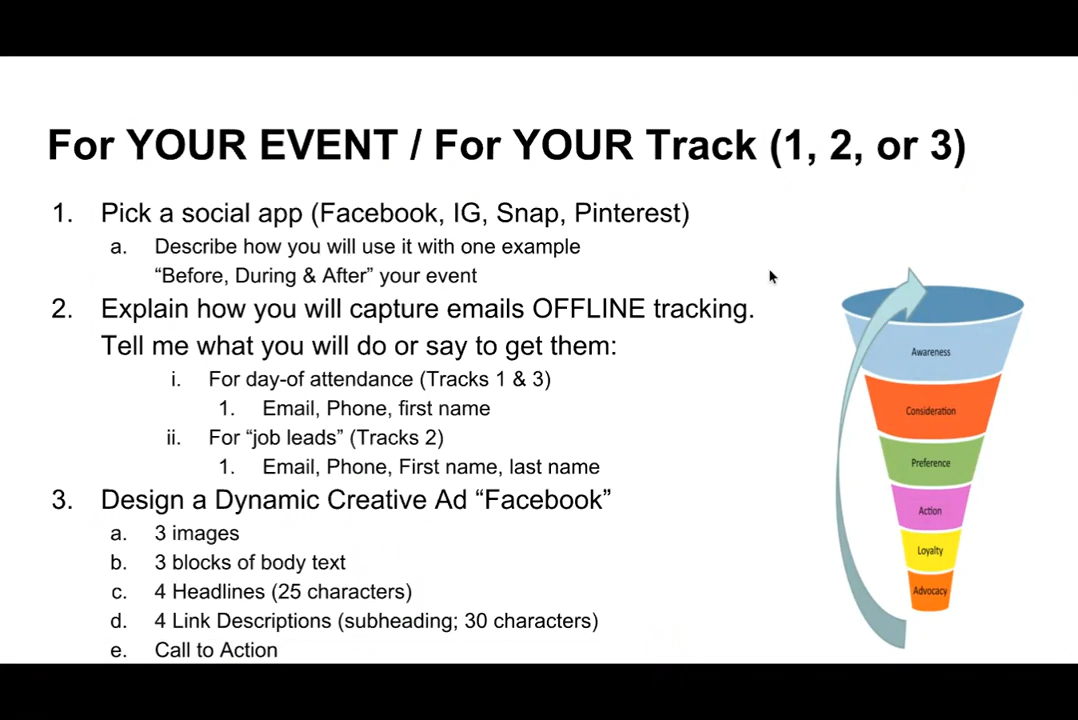 For YOUR EVENT / For YOUR Track (1, 2, or 3)
1. Pick a social app (Facebook, IG, Snap, Pinterest)
a. Describe how you will use it with one example
“Before, During & After” your event
2. Explain how you will capture emails OFFLINE tracking.
Tell me what you will do or say to get them:
i. For day-of attendance (Tracks 1 & 3)
1. Email, Phone, first name
ii. For “job leads” (Tracks 2)
1. Email, Phone, First name, last name
3. Design a Dynamic Creative Ad “Facebook”
a. 3 images
b. 3 blocks of body text
c. 4 Headlines (25 characters)
d. 4 Link Descriptions (subheading; 30 characters)
e. Call to Action
Awareness
Consideration
Preference
Action
Loyalty
Advocacy